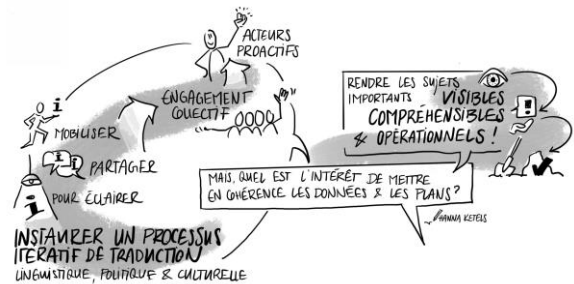 ACTEURS
PROACTIFS
ENGAGEMENT
COLLECTIF
i
MOBILISER
PARTAGER
POUR ÉCLAIRER
i
INSTAURER UN PROCESSUS
ITERATIF DE TRADUCTION
LINGUISTIQUE, POLITIQUE & CULTURELLE
RENDRE LES SUJETS
IMPORTANTS VISIBLES
COMPRÉHENSIBLES
& OPÉRATIONNELS !
MAIS, QUEL EST L'INTÉRÊT DE METTRE
EN COHÉRENCE LES DONNÉES & LES PLANS ?
HANNA KETELS